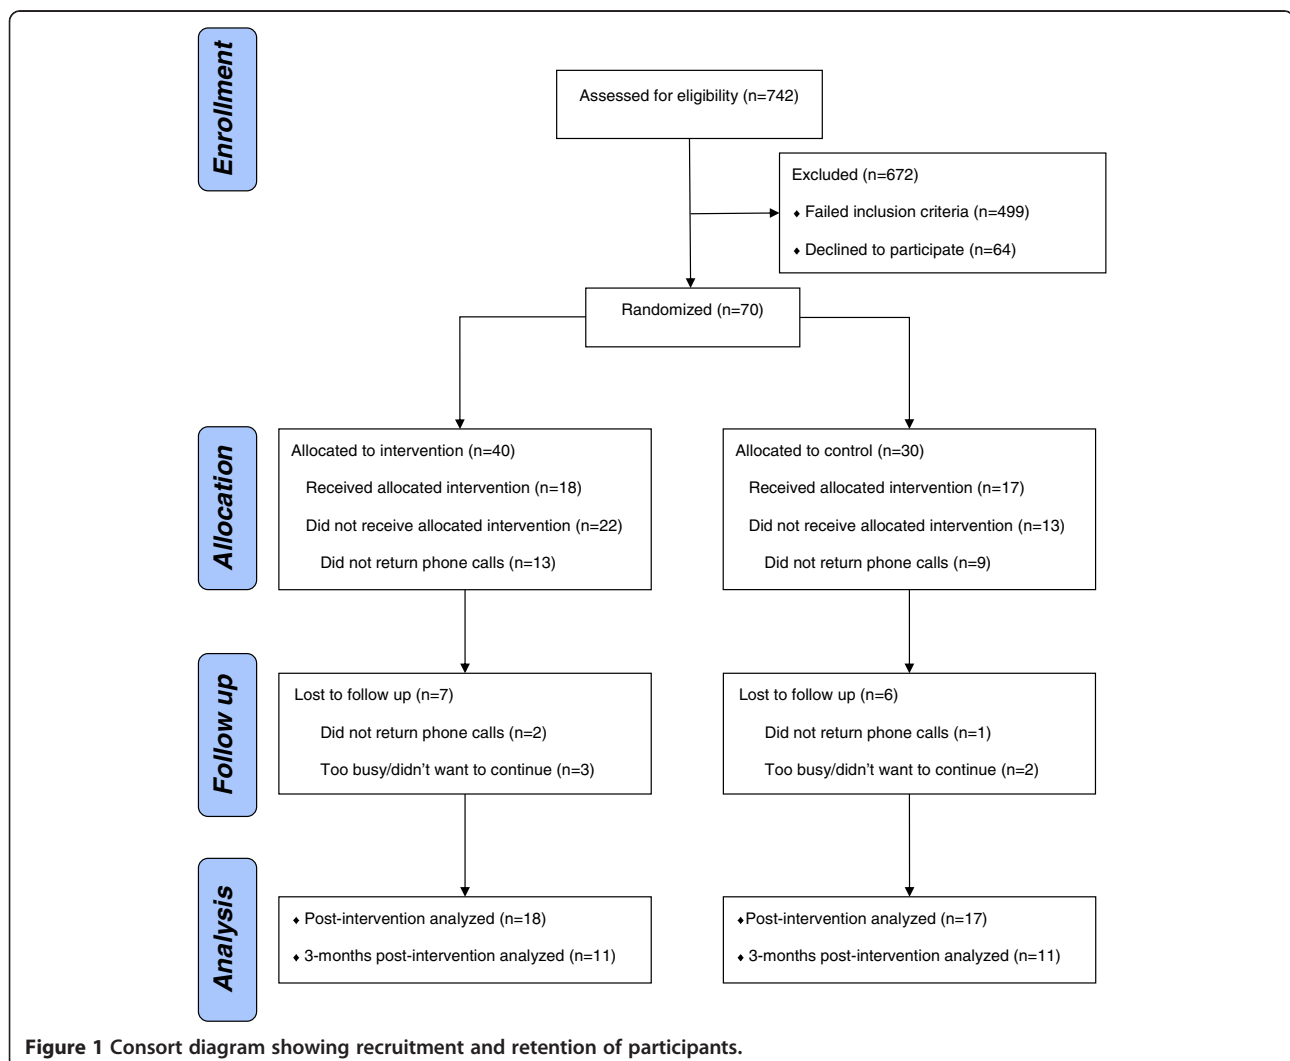 Enrollment
Assessed for eligibility (n=742)
Excluded (n=672)
♦ Failed inclusion criteria (n=499)
♦ Declined to participate (n=64)
Randomized (n=70)
Allocation
Allocated to intervention (n=40)
Received allocated intervention (n=18)
Did not receive allocated intervention (n=22)
Did not return phone calls (n=13)
Allocated to control (n=30)
Received allocated intervention (n=17)
Did not receive allocated intervention (n=13)
Did not return phone calls (n=9)
Follow up
Lost to follow up (n=7)
Did not return phone calls (n=2)
Too busy/didn't want to continue (n=3)
Lost to follow up (n=6)
Did not return phone calls (n=1)
Too busy/didn't want to continue (n=2)
Analysis
♦ Post-intervention analyzed (n=18)
♦ 3-months post-intervention analyzed (n=11)
♦Post-intervention analyzed (n=17)
♦ 3-months post-intervention analyzed (n=11)
Figure 1 Consort diagram showing recruitment and retention of participants.